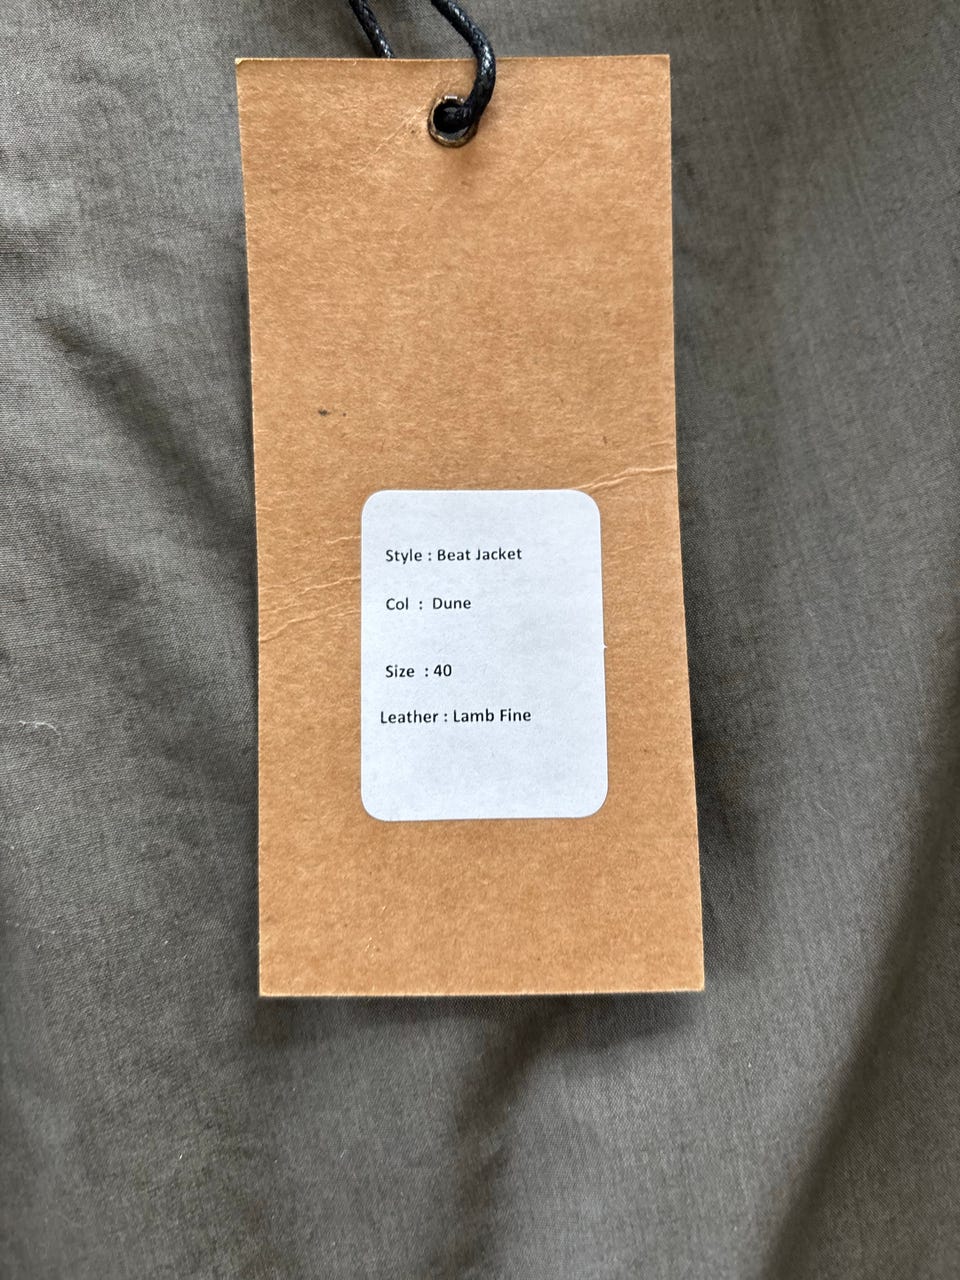 Style : Beat Jacket
Col : Dune
Size : 40
Leather : Lamb Fine